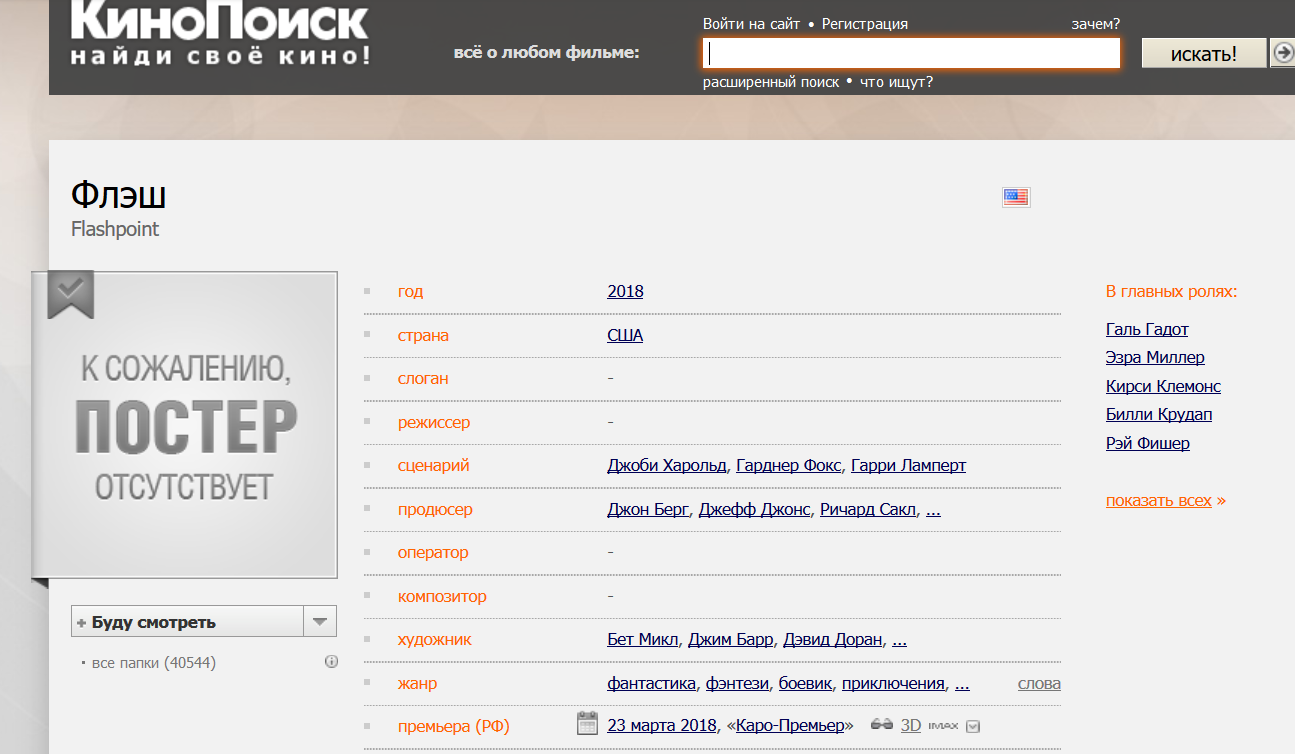 КиноПоиск
найди своё кино!
всё о любом фильме:
Войти на сайт • Регистрация зачем?
искать!
расширенный поиск • что ищут?
Флэш
Flashpoint
К СОЖАЛЕНИЮ,
ПОСТЕР
ОТСУТСТВУЕТ
+ Буду смотреть
• все папки (40544)
год 2018
страна США
слоган -
режиссер -
сценарий Джоби Харольд, Гарднер Фокс, Гарри Ламперт
продюсер Джон Берг, Джефф Джонс, Ричард Сакл, ...
оператор -
композитор -
художник Бет Микл, Джим Барр, Дэвид Доран, ...
жанр фантастика, фэнтези, боевик, приключения, ... слова
премьера (РФ) 23 марта 2018, «Каро-Премьер» 3D IMAX
В главных ролях:
Галь Гадот
Эзра Миллер
Кирси Клемонс
Билли Крудап
Рэй Фишер
показать всех »